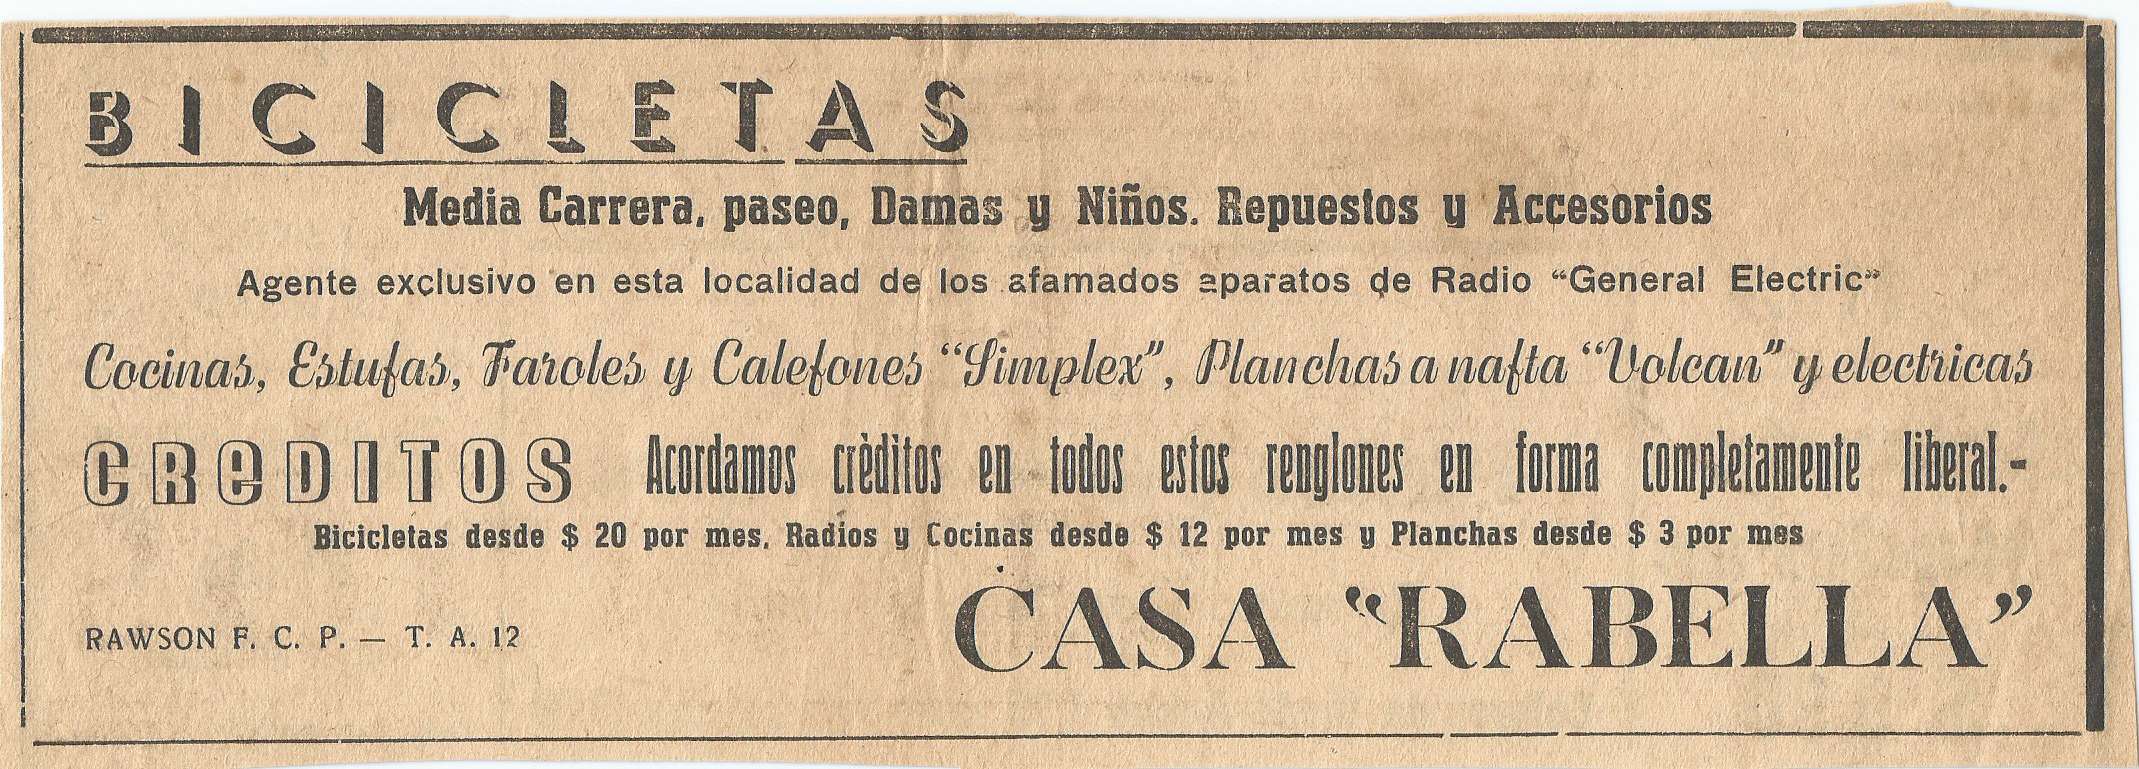 BICICLETAS
Media Carrera, paseo, Damas y Niños. Repuestos y Accesorios
Agente exclusivo en esta localidad de los afamados aparatos de Radio “General Electric”
Cocinas, Estufas, Faroles y Calefones “Simplex”, Planchas a nafta “Volcan” y electricas
CREDITOS Acordamos crèditos en todos estos renglones en forma completamente liberal.-
Bicicletas desde $ 20 por mes, Radios y Cocinas desde $ 12 por mes y Planchas desde $ 3 por mes
RAWSON F. C. P. — T. A. 12 CASA “RABELLA”